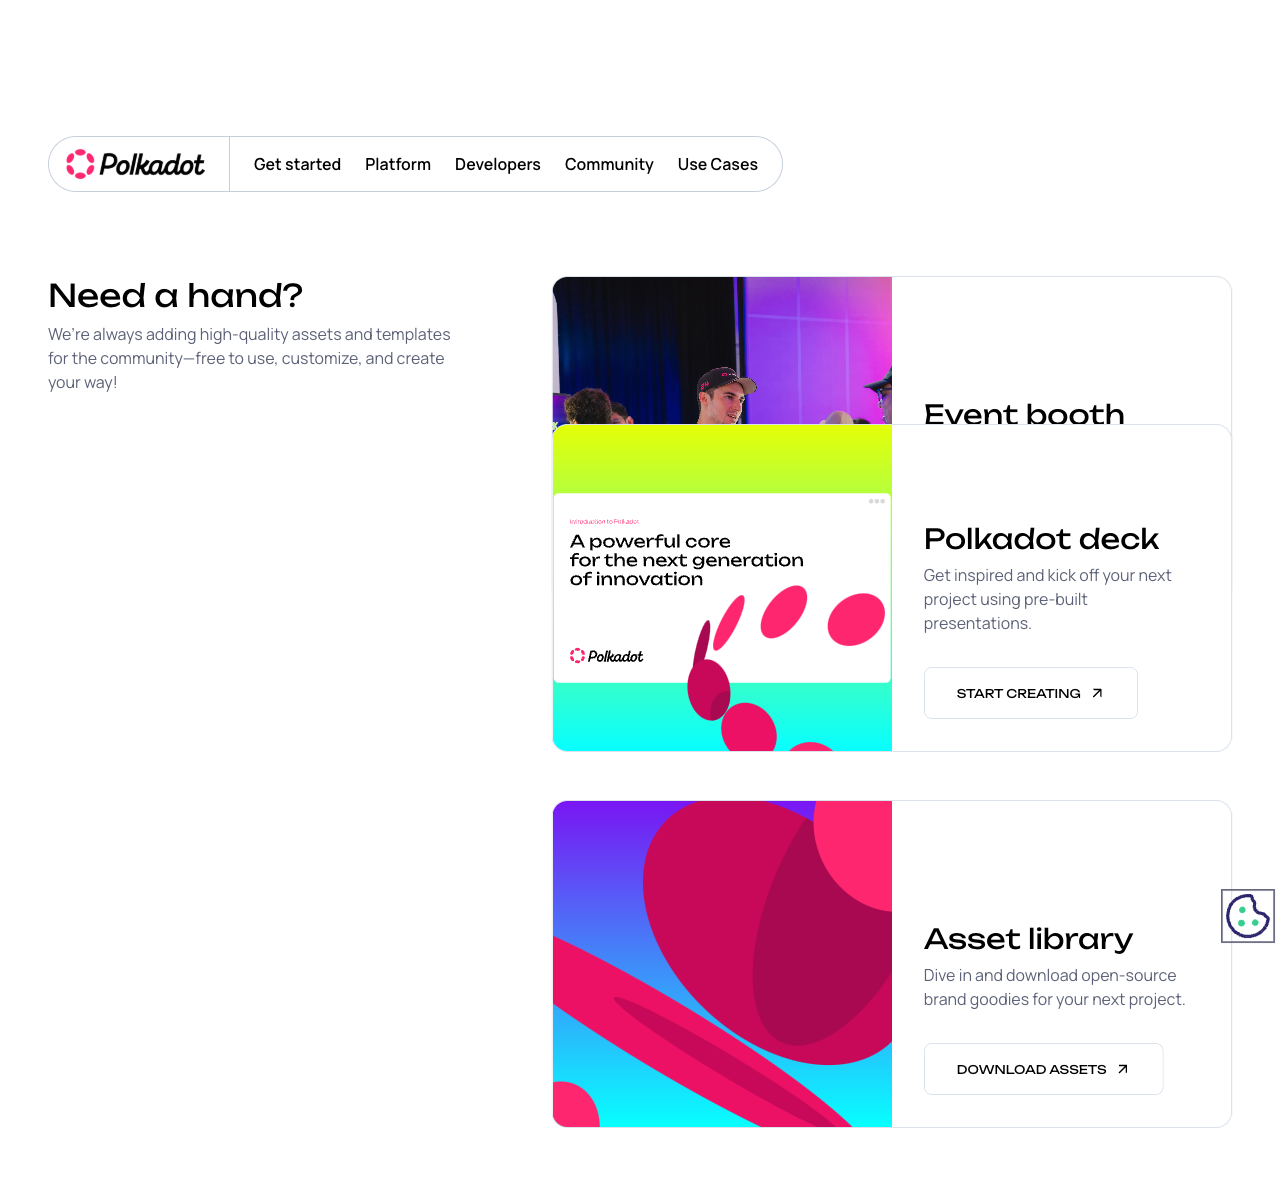 Polkadot
Get started
Platform
Developers
Community
Use Cases
Need a hand?
We're always adding high-quality assets and templates
for the community—free to use, customize, and create
your way!
Event booth
Introduction to Polkadot
A powerful core
for the next generation
of innovation
Polkadot
Polkadot deck
Get inspired and kick off your next
project using pre-built
presentations.
START CREATING
Asset library
Dive in and download open-source
brand goodies for your next project.
DOWNLOAD ASSETS